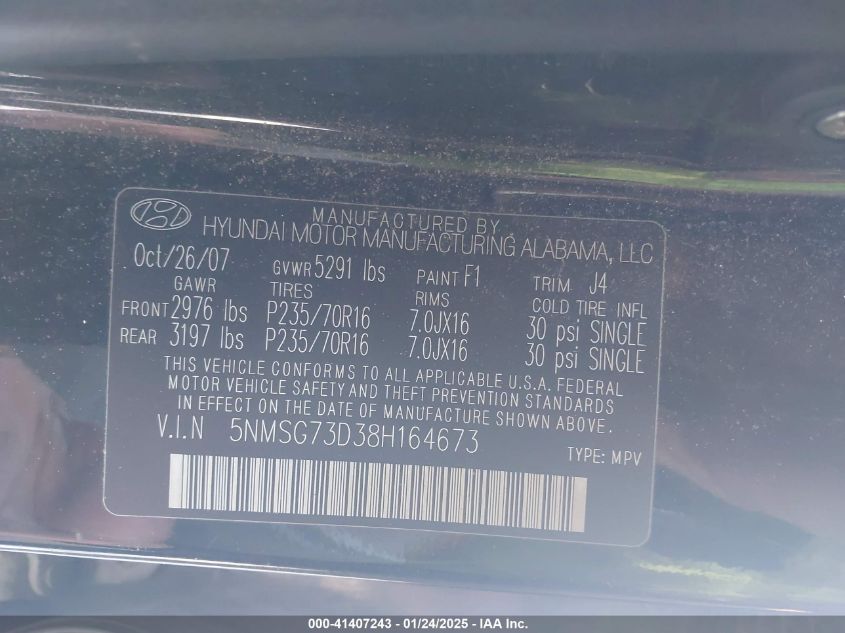 MANUFACTURED BY
HYUNDAI MOTOR MANUFACTURING ALABAMA, LLC
Oct/26/07 GVWR 5291 lbs PAINT F1 TRIM J4
GAWR TIRES RIMS COLD TIRE INFL
FRONT 2976 lbs P235/70R16 7.0JX16 30 psi SINGLE
REAR 3197 lbs P235/70R16 7.0JX16 30 psi SINGLE
THIS VEHICLE CONFORMS TO ALL APPLICABLE U.S.A. FEDERAL
MOTOR VEHICLE SAFETY AND THEFT PREVENTION STANDARDS
IN EFFECT ON THE DATE OF MANUFACTURE SHOWN ABOVE.
V.I.N 5NMSG73D38H164673
TYPE: MPV
000-41407243 - 01/24/2025 - IAA Inc.